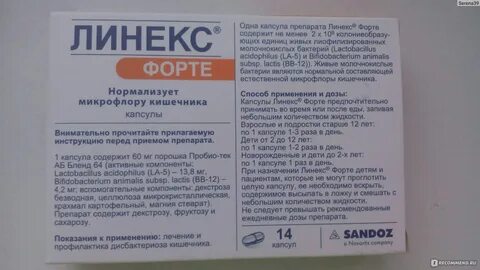 Serena39
ЛИНЕКС®
ФОРТЕ
Нормализует
микрофлору кишечника
капсулы
Внимательно прочитайте прилагаемую
инструкцию перед приемом препарата.
1 капсула содержит 60 мг порошка Пробио-тек
АБ Бленд 64 (активные компоненты:
Lactobacillus acidophilus (LA-5) – 13,8 мг,
Bifidobacterium animalis subsp. lactis (BB-12) –
4,2 мг; вспомогательные компоненты: декстроза
безводная, целлюлоза микрокристаллическая,
крахмал картофельный, магния стеарат).
Препарат содержит декстрозу, фруктозу и
сахарозу.
Показания к применению: лечение и
профилактика дисбактериоза кишечника.
Одна капсула препарата Линекс® Форте
содержит не менее 2 x 10⁹ колониеобразу-
ющих единиц живых лиофилизированных
молочнокислых бактерий (Lactobacillus
acidophilus (LA-5) и Bifidobacterium animalis
subsp. lactis (BB-12)). Живые молочнокислые
бактерии являются нормальной составляющей
естественной микрофлоры кишечника.
Способ применения и дозы:
Капсулы Линекс® Форте предпочтительно
принимать во время или после еды, запивая
небольшим количеством жидкости.
Взрослые и подростки старше 12 лет:
по 1 капсуле 1-3 раза в день.
Дети от 2 до 12 лет:
по 1 капсуле 1-2 раза в день.
Новорожденные и дети до 2-х лет:
по 1 капсуле 1 раз в день.
При назначении Линекс® Форте детям и
пациентам, которые не могут проглотить
целую капсулу, ее необходимо вскрыть,
содержимое высыпать в ложку и смешать с
небольшим количеством жидкости.
Не следует превышать рекомендованные
ежедневные дозы препарата.
14
капсул
SANDOZ
a Novartis company
IRECOMMEND.RU